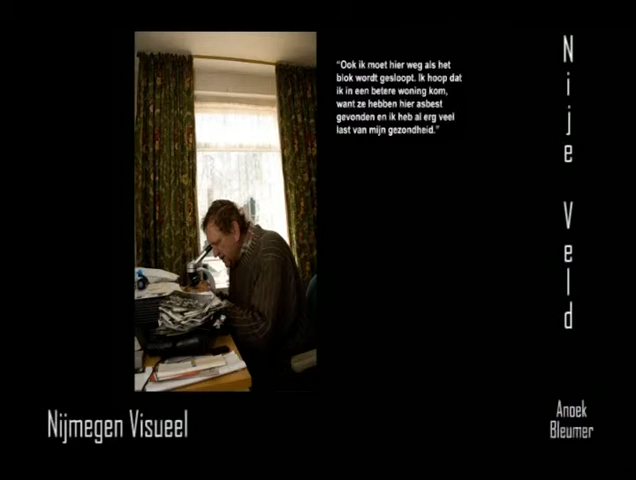 “Ook ik moet hier weg als het
blok wordt gesloopt. Ik hoop dat
ik in een betere woning kom,
want ze hebben hier asbest
gevonden en ik heb al erg veel
last van mijn gezondheid.”
Nije Veld
Nijmegen Visueel
Anoek
Bleumer